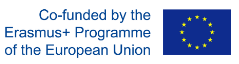 Co-funded by the
Erasmus+ Programme
of the European Union